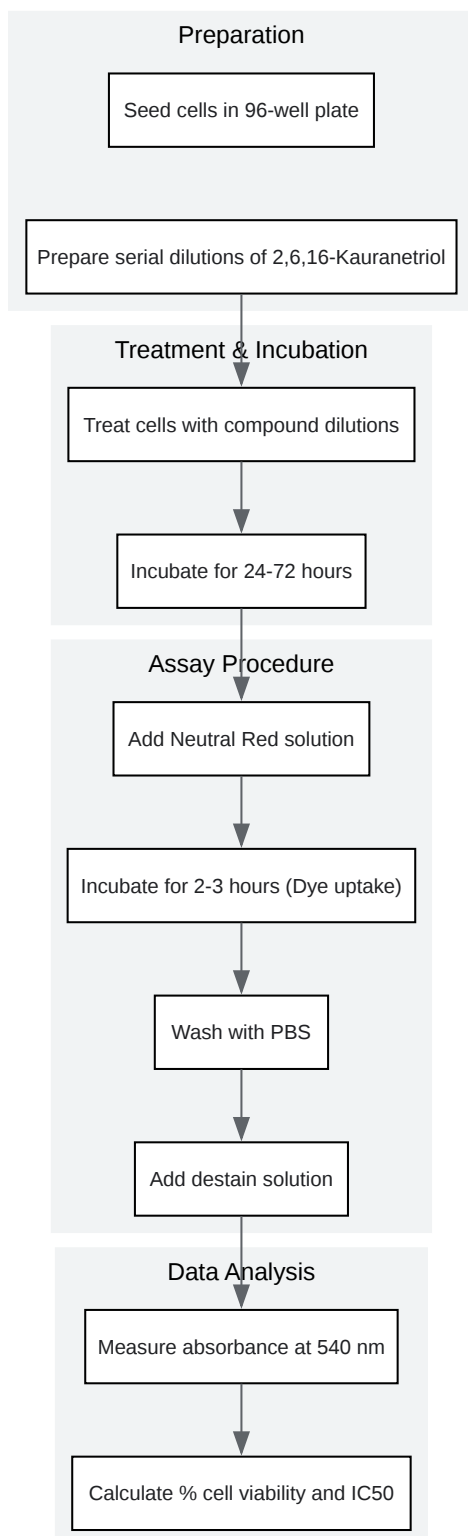 Preparation
Seed cells in 96-well plate
Prepare serial dilutions of 2,6,16-Kauranetriol
Treatment & Incubation
Treat cells with compound dilutions
Incubate for 24-72 hours
Assay Procedure
Add Neutral Red solution
Incubate for 2-3 hours (Dye uptake)
Wash with PBS
Add destain solution
Data Analysis
Measure absorbance at 540 nm
Calculate % cell viability and IC50